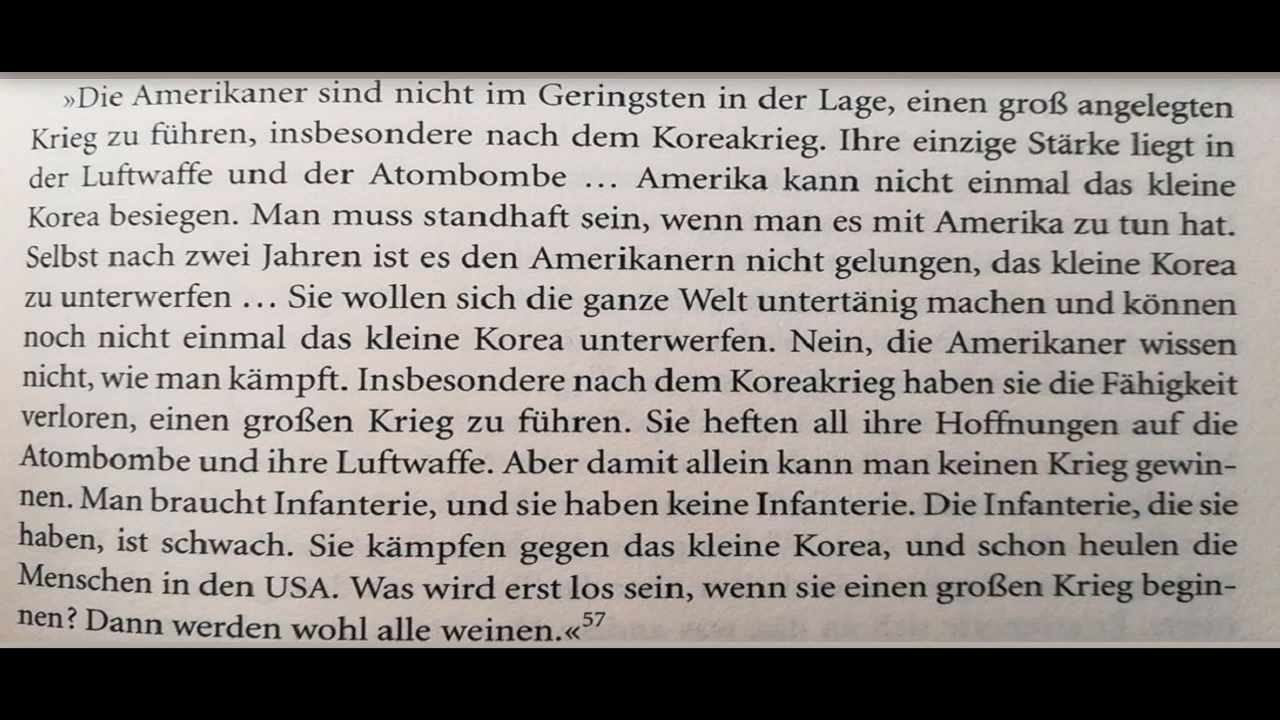 »Die Amerikaner sind nicht im Geringsten in der Lage, einen groß angelegten
Krieg zu führen, insbesondere nach dem Koreakrieg. Ihre einzige Stärke liegt in
der Luftwaffe und der Atombombe … Amerika kann nicht einmal das kleine
Korea besiegen. Man muss standhaft sein, wenn man es mit Amerika zu tun hat.
Selbst nach zwei Jahren ist es den Amerikanern nicht gelungen, das kleine Korea
zu unterwerfen … Sie wollen sich die ganze Welt untertänig machen und können
noch nicht einmal das kleine Korea unterwerfen. Nein, die Amerikaner wissen
nicht, wie man kämpft. Insbesondere nach dem Koreakrieg haben sie die Fähigkeit
verloren, einen großen Krieg zu führen. Sie heften all ihre Hoffnungen auf die
Atombombe und ihre Luftwaffe. Aber damit allein kann man keinen Krieg gewin-
nen. Man braucht Infanterie, und sie haben keine Infanterie. Die Infanterie, die sie
haben, ist schwach. Sie kämpfen gegen das kleine Korea, und schon heulen die
Menschen in den USA. Was wird erst los sein, wenn sie einen großen Krieg begin-
nen? Dann werden wohl alle weinen.«57